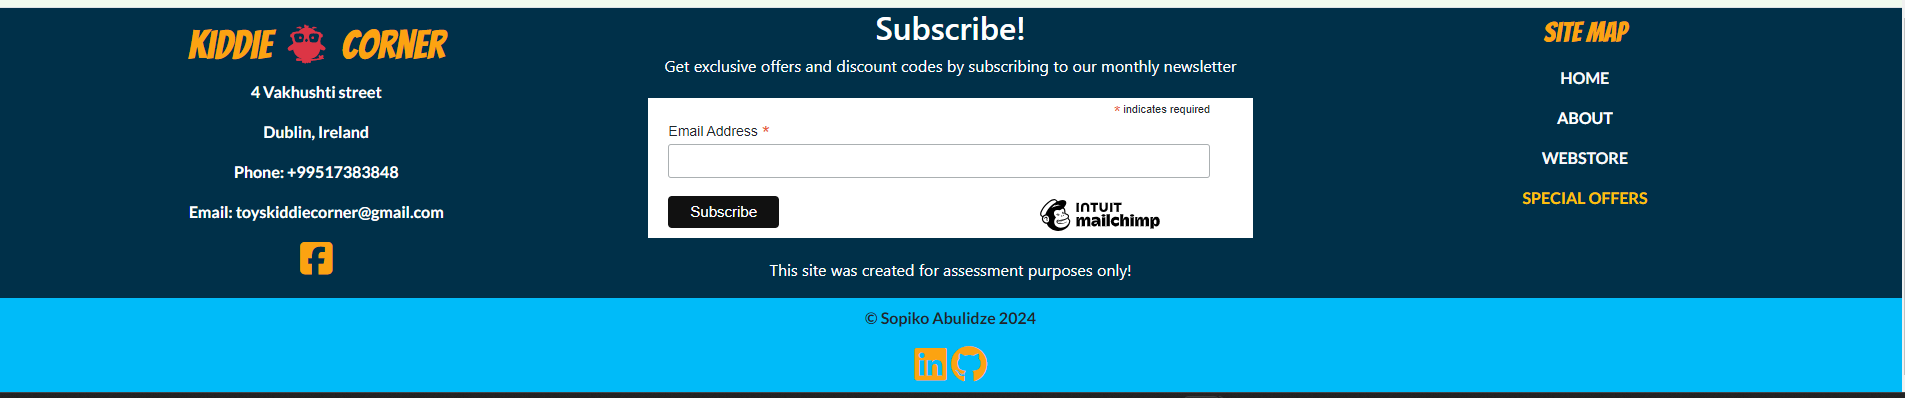 KIDDIE CORNER
4 Vakhushti street
Dublin, Ireland
Phone: +99517383848
Email: toyskiddiecorner@gmail.com
Subscribe!
Get exclusive offers and discount codes by subscribing to our monthly newsletter
* indicates required
Email Address *
Subscribe
INTUIT
mailchimp
This site was created for assessment purposes only!
SITE MAP
HOME
ABOUT
WEBSTORE
SPECIAL OFFERS
© Sopiko Abulidze 2024